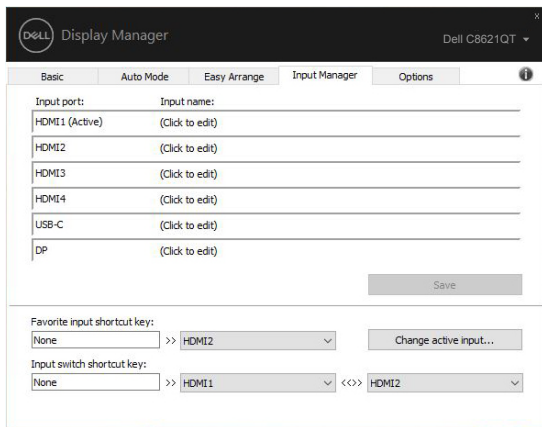 x
DELL Display Manager
Dell C8621QT
Basic Auto Mode Easy Arrange Input Manager Options i
Input port: Input name:
HDMI1 (Active) (Click to edit)
HDMI2 (Click to edit)
HDMI3 (Click to edit)
HDMI4 (Click to edit)
USB-C (Click to edit)
DP (Click to edit)
Save
Favorite input shortcut key:
None >> HDMI2 Change active input...
Input switch shortcut key:
None >> HDMI1 <<>> HDMI2